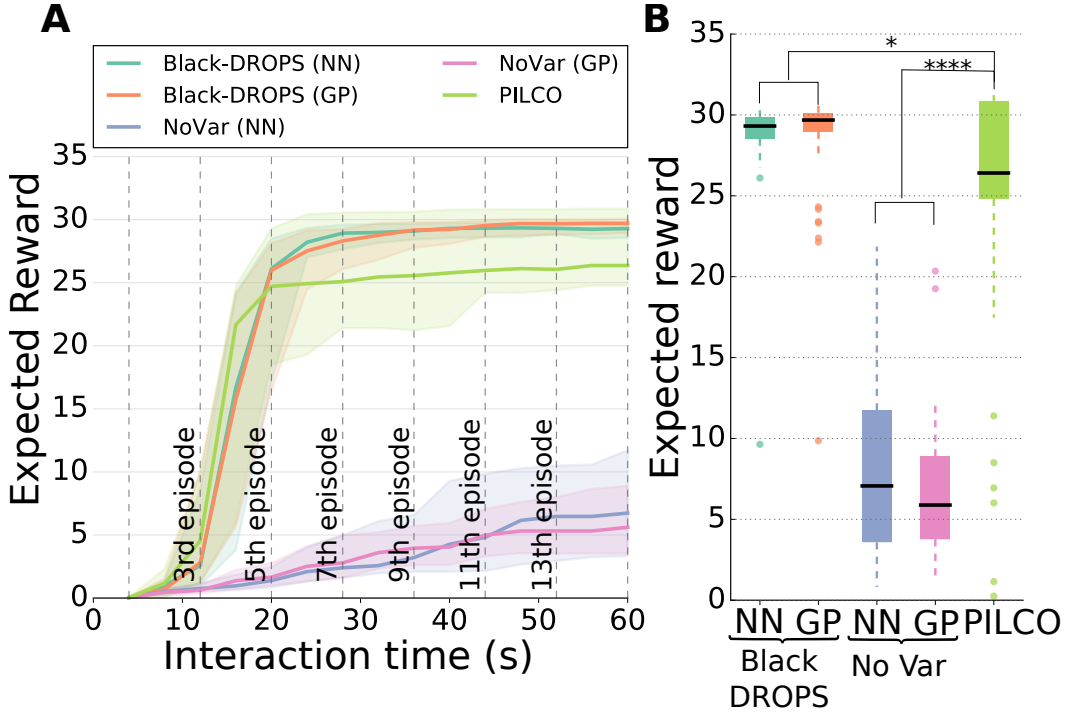 A
Black-DROPS (NN)
Black-DROPS (GP)
NoVar (NN)
NoVar (GP)
PILCO
Expected Reward
35
30
25
20
15
10
5
0
3rd episode
5th episode
7th episode
9th episode
11th episode
13th episode
0 10 20 30 40 50 60
Interaction time (s)
B
Expected reward
35
30
25
20
15
10
5
0
*
****
NN GP NN GP PILCO
Black
DROPS
No Var